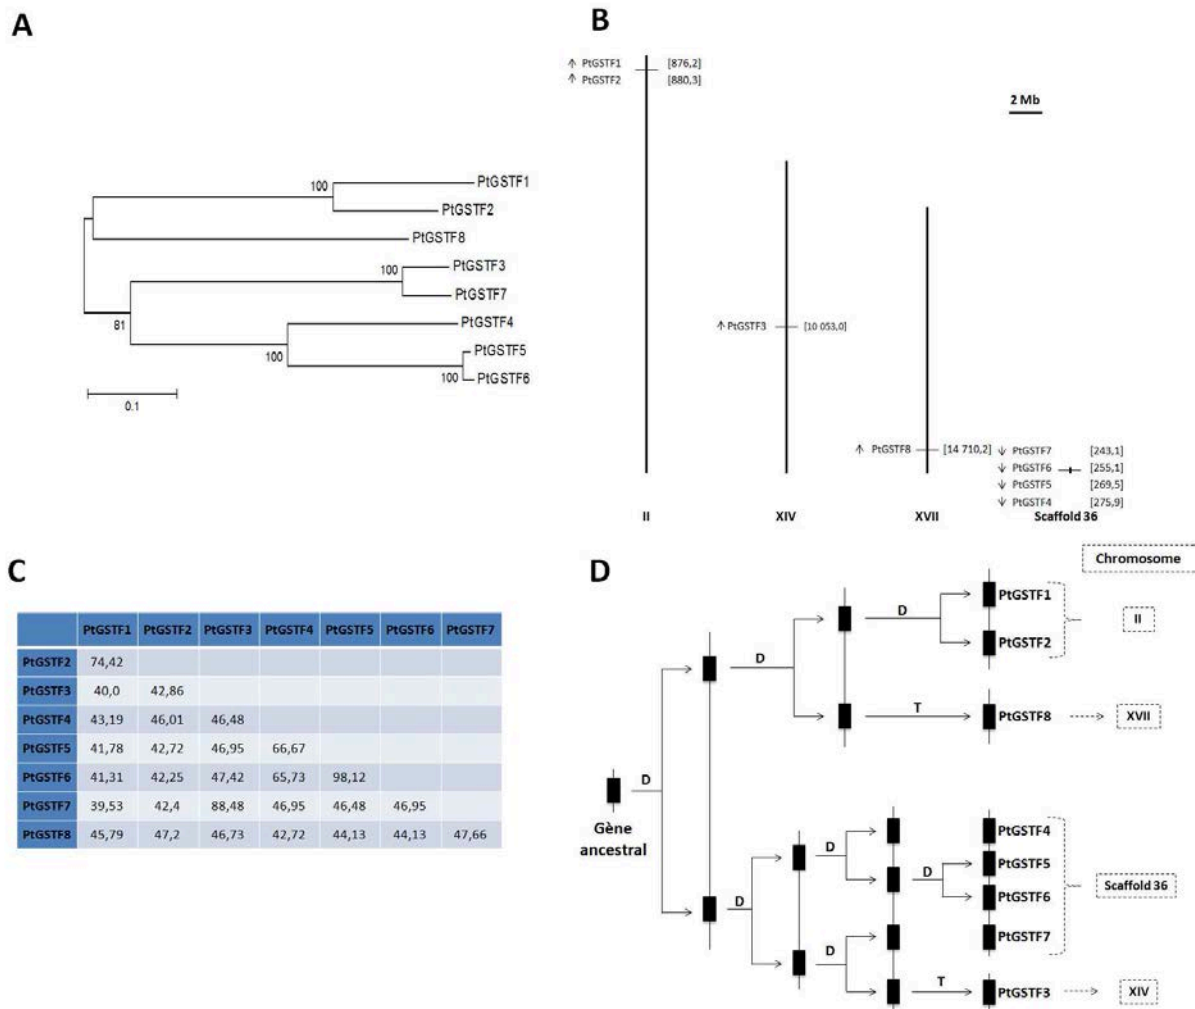 A
100
PtGSTF1
PtGSTF2
PtGSTF8
100
PtGSTF3
PtGSTF7
81
PtGSTF4
100
PtGSTF5
100
PtGSTF6
0.1
B
↑ PtGSTF1 [876,2]
↑ PtGSTF2 [880,3]
2 Mb
↑ PtGSTF3 [10 053,0]
↑ PtGSTF8 [14 710,2]
↓ PtGSTF7 [243,1]
↓ PtGSTF6 [255,1]
↓ PtGSTF5 [269,5]
↓ PtGSTF4 [275,9]
II XIV XVII Scaffold 36
C
PtGSTF1 PtGSTF2 PtGSTF3 PtGSTF4 PtGSTF5 PtGSTF6 PtGSTF7
PtGSTF2 74,42
PtGSTF3 40,0 42,86
PtGSTF4 43,19 46,01 46,48
PtGSTF5 41,78 42,72 46,95 66,67
PtGSTF6 41,31 42,25 47,42 65,73 98,12
PtGSTF7 39,53 42,4 88,48 46,95 46,48 46,95
PtGSTF8 45,79 47,2 46,73 42,72 44,13 44,13 47,66
D
Chromosome
PtGSTF1
D
II
D
PtGSTF2
T
PtGSTF8
XVII
D
Gène
ancestral
PtGSTF4
D
PtGSTF5
D
Scaffold 36
D
PtGSTF6
PtGSTF7
D
T
PtGSTF3
XIV